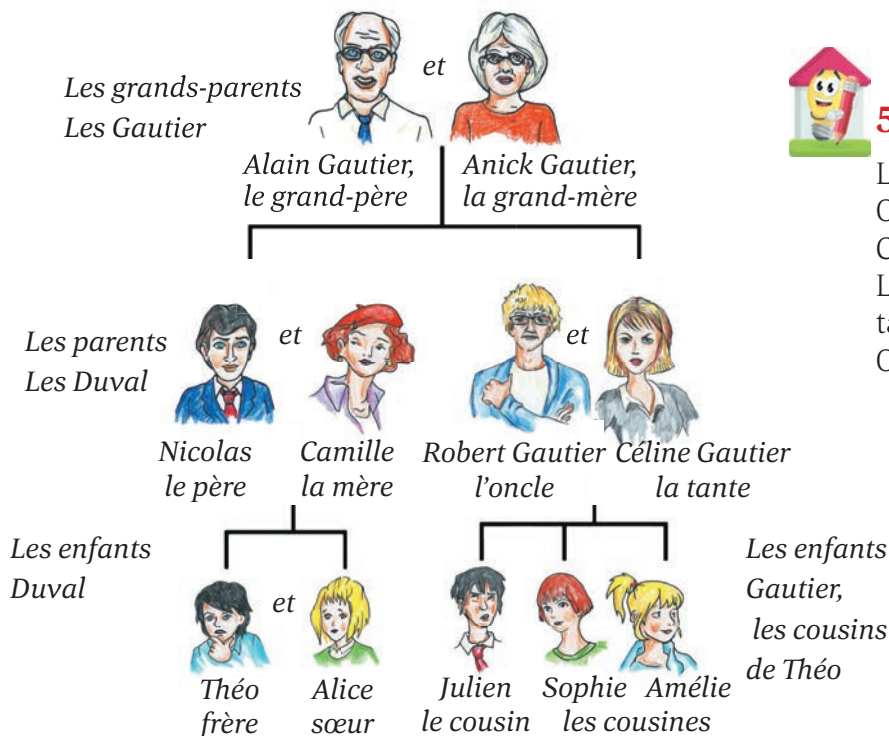 Les grands-parents
Les Gautier
et
Alain Gautier,
le grand-père
Anick Gautier,
la grand-mère
5
L
C
C
L
ta
C
Les parents
Les Duval
et
et
Nicolas
le père
Camille
la mère
Robert Gautier
l'oncle
Céline Gautier
la tante
Les enfants
Duval
et
Théo
frère
Alice
sœur
Julien
le cousin
Sophie Amélie
les cousines
Les enfants
Gautier,
les cousins
de Théo